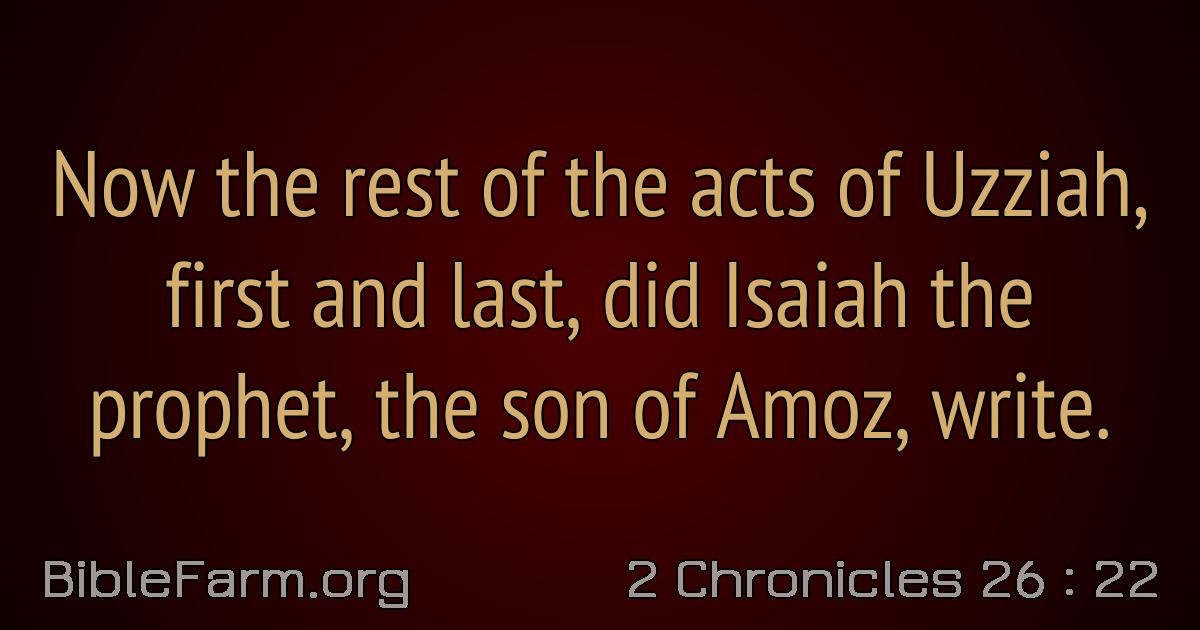 Now the rest of the acts of Uzziah,
first and last, did Isaiah the
prophet, the son of Amoz, write.
BibleFarm.org 2 Chronicles 26 : 22